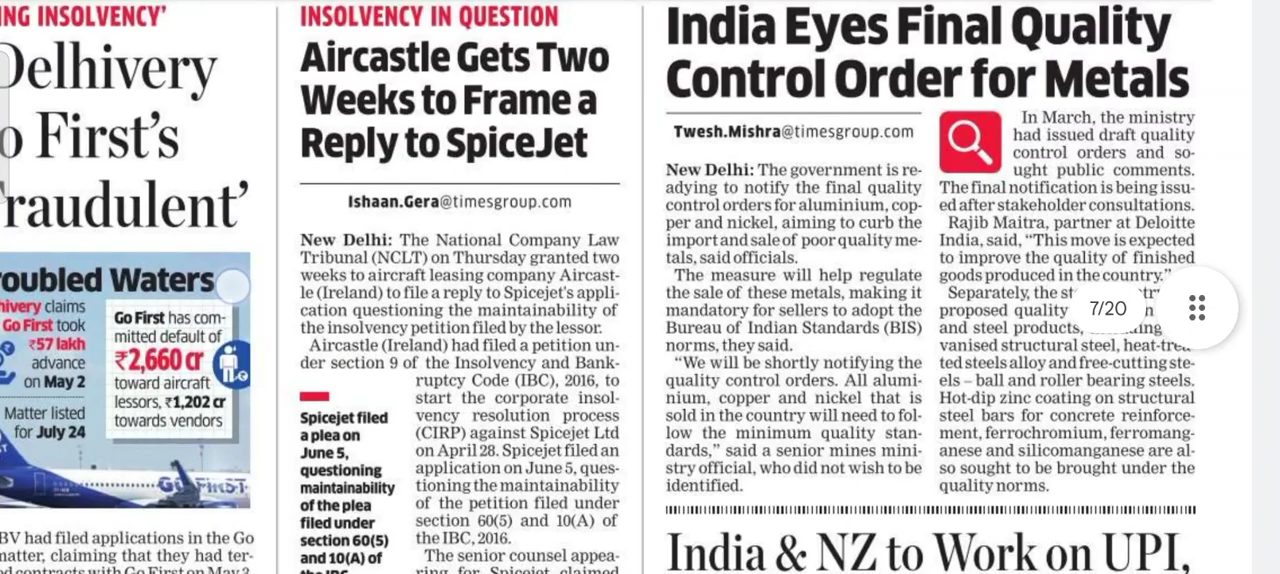 ING INSOLVENCY’
Delhivery
o First’s
raudulent’
roubled Waters
hivery claims
Go First took
₹57 lakh
advance
on May 2
Matter listed
for July 24
Go First has com-
mitted default of
₹2,660 cr
toward aircraft
lessors, ₹1,202 cr
towards vendors
GO FIRST
BV had filed applications in the Go
matter, claiming that they had ter-
ed contracts with Go First on May 3
INSOLVENCY IN QUESTION
Aircastle Gets Two
Weeks to Frame a
Reply to SpiceJet
Ishaan.Gera@timesgroup.com
New Delhi: The National Company Law
Tribunal (NCLT) on Thursday granted two
weeks to aircraft leasing company Aircast-
le (Ireland) to file a reply to Spicejet's appli-
cation questioning the maintainability of
the insolvency petition filed by the lessor.
Aircastle (Ireland) had filed a petition un-
der section 9 of the Insolvency and Bank-
ruptcy Code (IBC), 2016, to
start the corporate insol-
vency resolution process
(CIRP) against Spicejet Ltd
on April 28. Spicejet filed an
application on June 5, ques-
tioning the maintainability
of the petition filed under
section 60(5) and 10(A) of
the IBC, 2016.
The senior counsel appea-
ring for Spicejet claimed
Spicejet filed
a plea on
June 5,
questioning
maintainability
of the plea
filed under
section 60(5)
and 10(A) of
the IBC
India Eyes Final Quality
Control Order for Metals
Twesh.Mishra@timesgroup.com
New Delhi: The government is re-
adying to notify the final quality
control orders for aluminium, cop-
per and nickel, aiming to curb the
import and sale of poor quality me-
tals, said officials.
The measure will help regulate
the sale of these metals, making it
mandatory for sellers to adopt the
Bureau of Indian Standards (BIS)
norms, they said.
“We will be shortly notifying the
quality control orders. All alumi-
nium, copper and nickel that is
sold in the country will need to fol-
low the minimum quality stan-
dards,” said a senior mines mini-
stry official, who did not wish to be
identified.
In March, the ministry
had issued draft quality
control orders and so-
ught public comments.
The final notification is being issu-
ed after stakeholder consultations.
Rajib Maitra, partner at Deloitte
India, said, “This move is expected
to improve the quality of finished
goods produced in the country.”
Separately, the
proposed quality
and steel products,
vanised structural steel, heat-trea-
ted steels alloy and free-cutting ste-
els – ball and roller bearing steels.
Hot-dip zinc coating on structural
steel bars for concrete reinforce-
ment, ferrochromium, ferromang-
anese and silicomanganese are al-
so sought to be brought under the
quality norms.
7/20
India & NZ to Work on UPI,